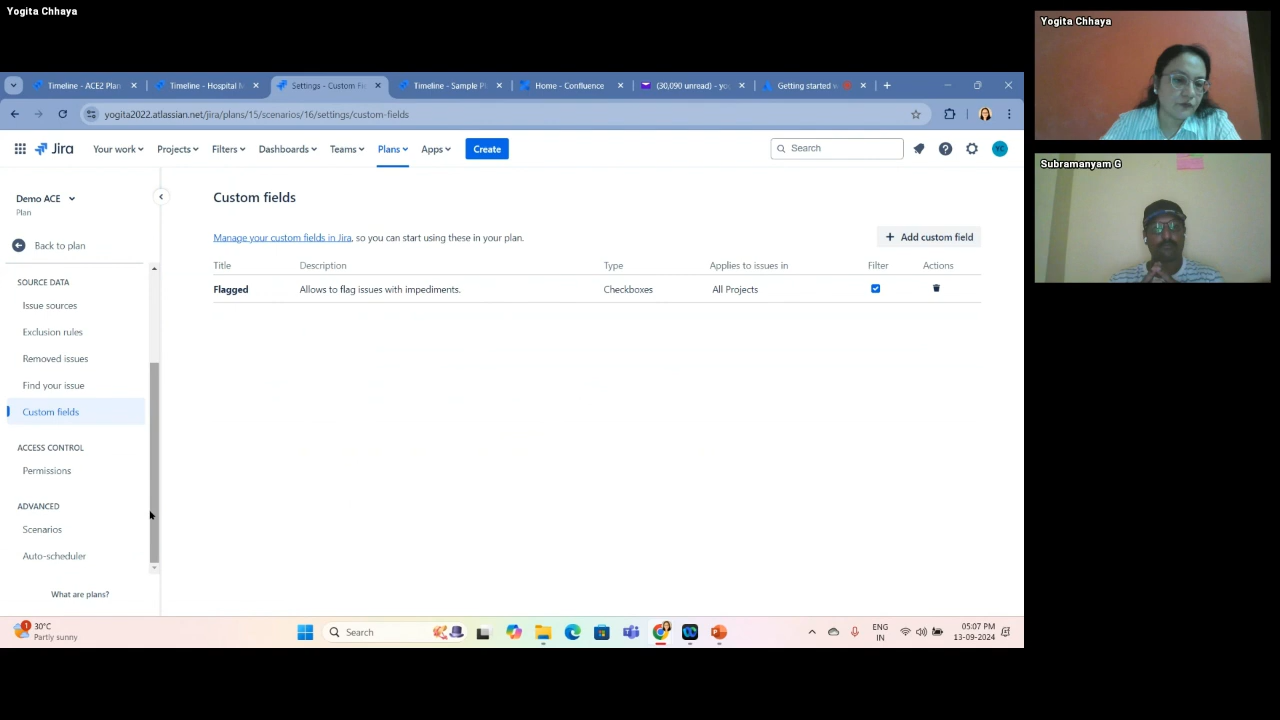 Yogita Chhaya
Yogita Chhaya
Subramanyam G
Timeline - ACE2 Plan
Timeline - Hospital M
Settings - Custom Fi
Timeline - Sample Pl
Home - Confluence
(30,090 unread) - yo
Getting started w
yogita2022.atlassian.net/jira/plans/15/scenarios/16/settings/custom-fields
Jira
Your work
Projects
Filters
Dashboards
Teams
Plans
Apps
Create
Search
YC
Demo ACE
Plan
Back to plan
SOURCE DATA
Issue sources
Exclusion rules
Removed issues
Find your issue
Custom fields
ACCESS CONTROL
Permissions
ADVANCED
Scenarios
Auto-scheduler
What are plans?
Custom fields
Manage your custom fields in Jira, so you can start using these in your plan.
+ Add custom field
Title Description Type Applies to issues in Filter Actions
Flagged Allows to flag issues with impediments. Checkboxes All Projects
1
30°C
Partly sunny
Search
ENG
IN
05:07 PM
13-09-2024